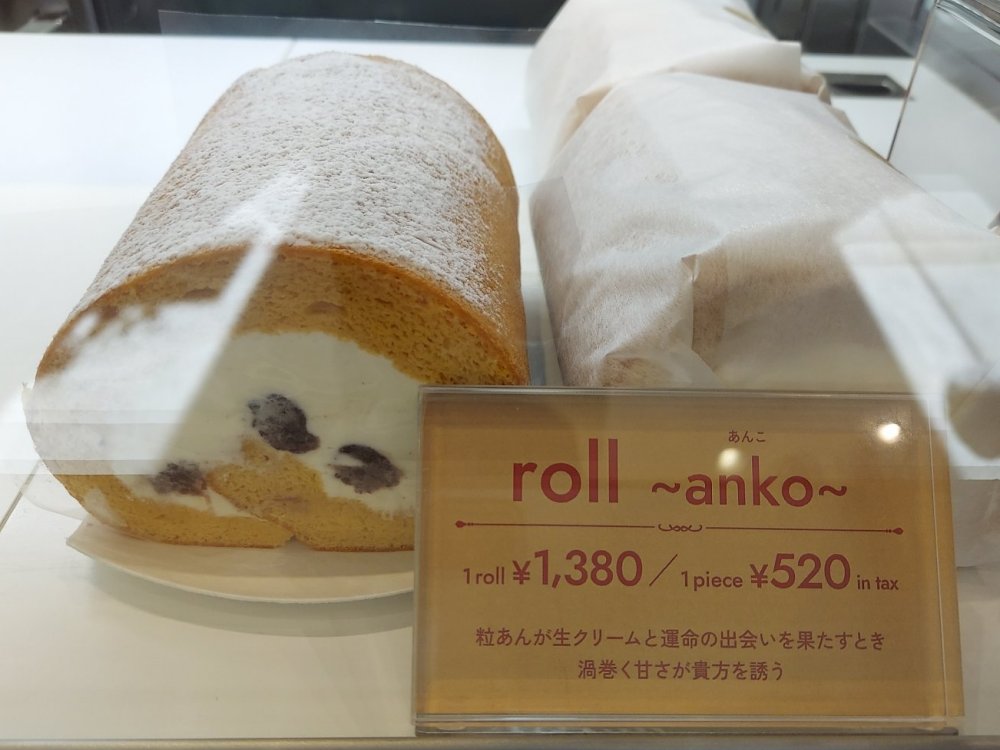 あんこ
roll ~anko~
1 roll ¥1,380／1 piece ¥520 in tax
粒あんが生クリームと運命の出会いを果たすとき
渦巻く甘さが貴方を誘う